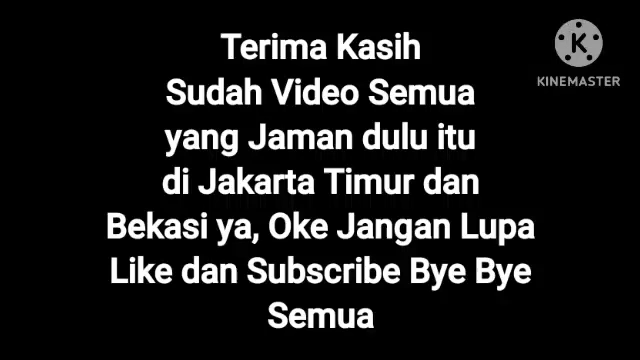 Terima Kasih
Sudah Video Semua
yang Jaman dulu itu
di Jakarta Timur dan
Bekasi ya, Oke Jangan Lupa
Like dan Subscribe Bye Bye
Semua
K
KINEMASTER